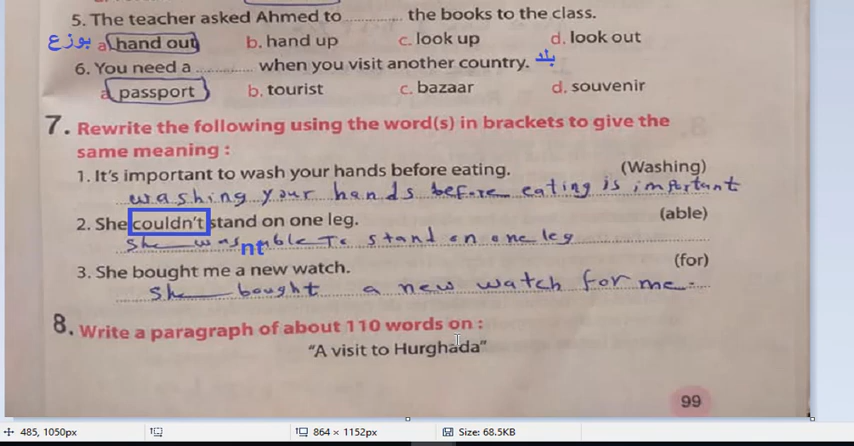 5. The teacher asked Ahmed to ............ the books to the class.
يوزع a. hand out b. hand up c. look up d. look out
6. You need a ............ when you visit another country. بلد
a. passport b. tourist c. bazaar d. souvenir
7. Rewrite the following using the word(s) in brackets to give the
same meaning :
1. It's important to wash your hands before eating. (Washing)
washing your hands before eating is important
2. She couldn't stand on one leg. (able)
she wasn't able To stand on one leg
3. She bought me a new watch. (for)
she bought a new watch for me.
8. Write a paragraph of about 110 words on :
"A visit to Hurghada"
99
485, 1050px 864 × 1152px Size: 68.5KB